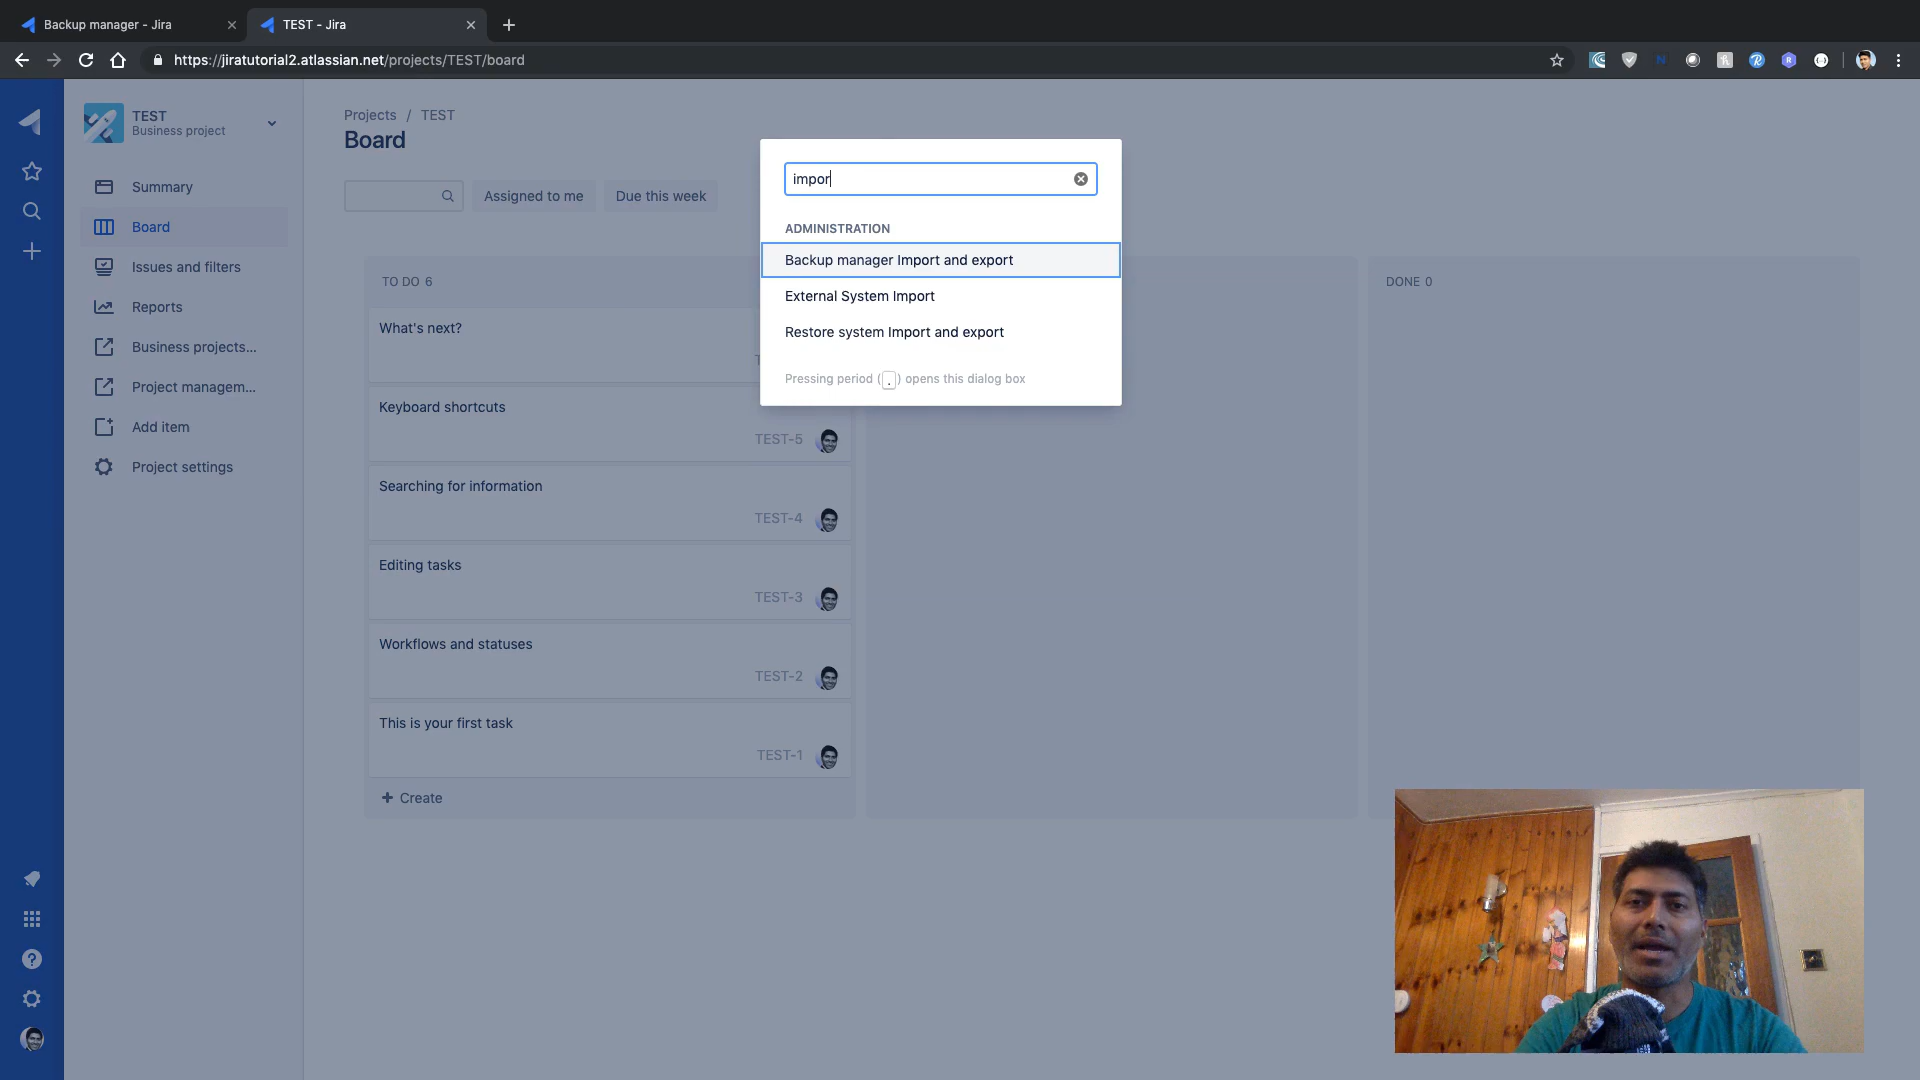 Backup manager - Jira
TEST - Jira
https://jiratutorial2.atlassian.net/projects/TEST/board
TEST
Business project
Summary
Board
Issues and filters
Reports
Business projects...
Project managem...
Add item
Project settings
Projects / TEST
Board
Assigned to me
Due this week
TO DO 6
What's next?
Keyboard shortcuts
TEST-5
Searching for information
TEST-4
Editing tasks
TEST-3
Workflows and statuses
TEST-2
This is your first task
TEST-1
+ Create
DONE 0
impor
ADMINISTRATION
Backup manager Import and export
External System Import
Restore system Import and export
Pressing period ( . ) opens this dialog box